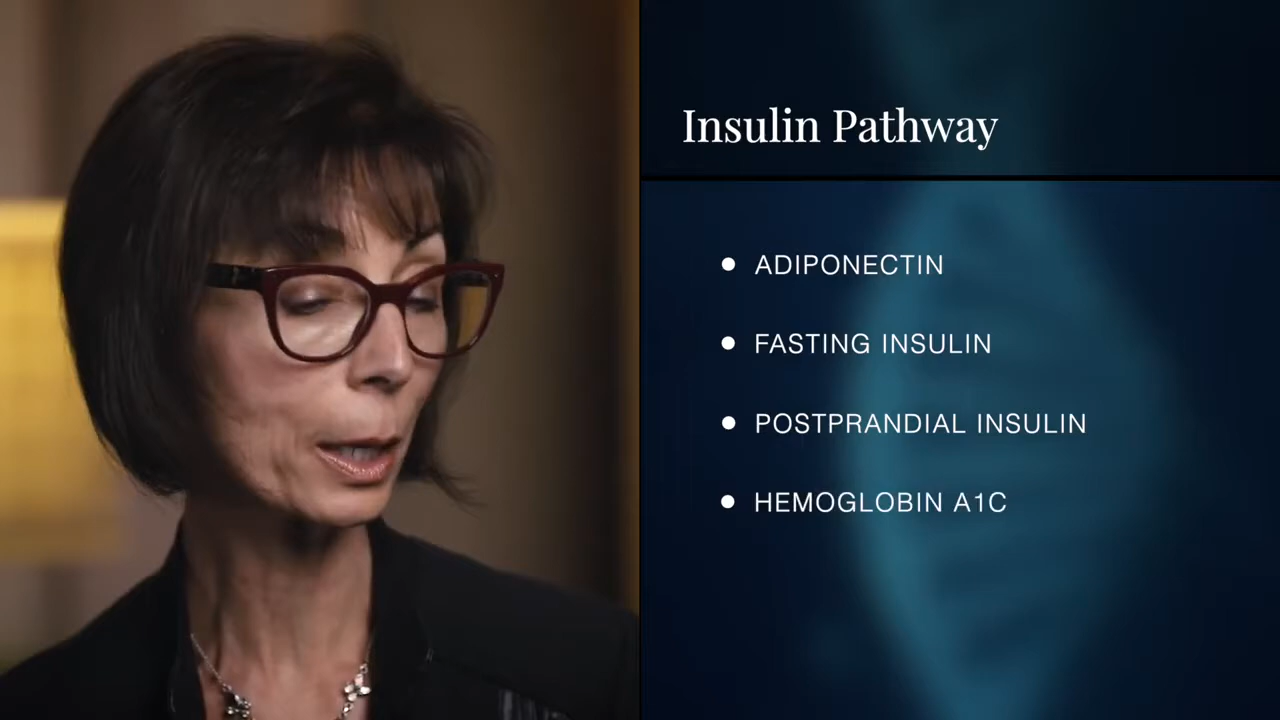 Insulin Pathway
ADIPONECTIN
FASTING INSULIN
POSTPRANDIAL INSULIN
HEMOGLOBIN A1C